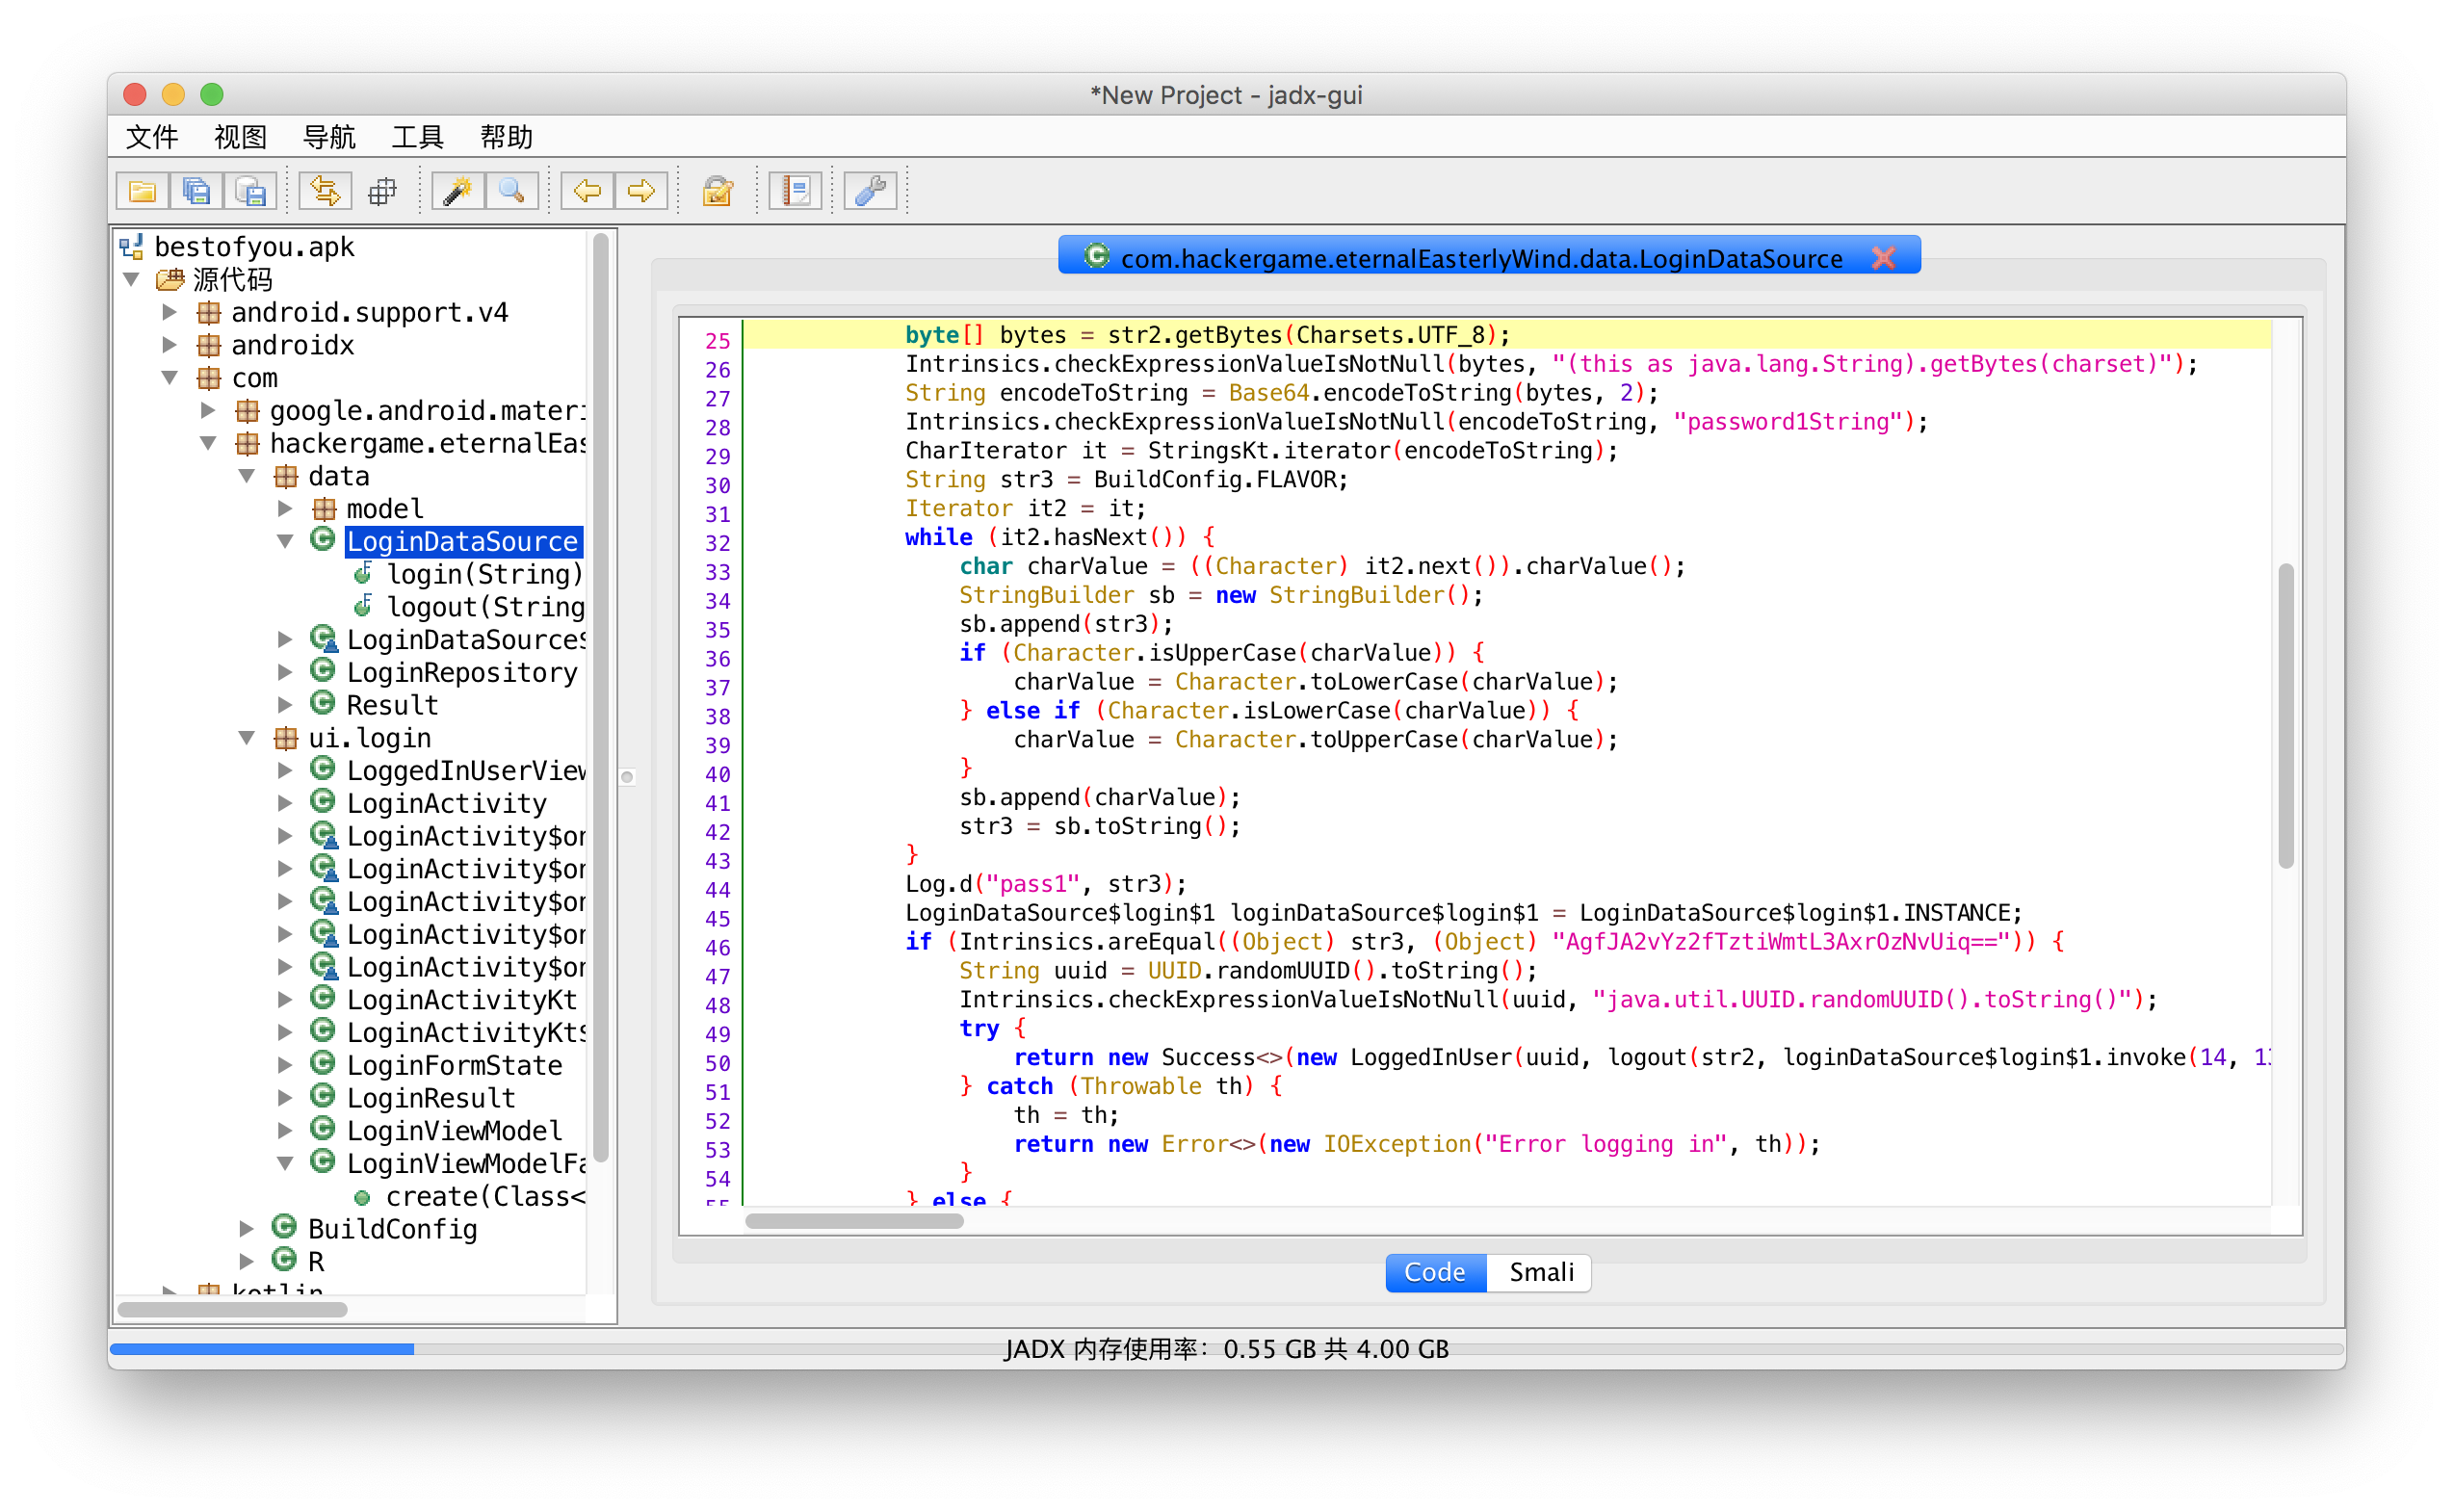 *New Project - jadx-gui
文件 视图 导航 工具 帮助
bestofyou.apk
源代码
android.support.v4
androidx
com
google.android.materi
hackergame.eternalEas
data
model
LoginDataSource
login(String)
logout(String
LoginDataSource$
LoginRepository
Result
ui.login
LoggedInUserView
LoginActivity
LoginActivity$on
LoginActivity$on
LoginActivity$on
LoginActivity$on
LoginActivity$on
LoginActivityKt
LoginActivityKt$
LoginFormState
LoginResult
LoginViewModel
LoginViewModelFa
create(Class<
BuildConfig
R
kotlin
com.hackergame.eternalEasterlyWind.data.LoginDataSource
25 byte[] bytes = str2.getBytes(Charsets.UTF_8);
26 Intrinsics.checkExpressionValueIsNotNull(bytes, "(this as java.lang.String).getBytes(charset)");
27 String encodeToString = Base64.encodeToString(bytes, 2);
28 Intrinsics.checkExpressionValueIsNotNull(encodeToString, "password1String");
29 CharIterator it = StringsKt.iterator(encodeToString);
30 String str3 = BuildConfig.FLAVOR;
31 Iterator it2 = it;
32 while (it2.hasNext()) {
33 char charValue = ((Character) it2.next()).charValue();
34 StringBuilder sb = new StringBuilder();
35 sb.append(str3);
36 if (Character.isUpperCase(charValue)) {
37 charValue = Character.toLowerCase(charValue);
38 } else if (Character.isLowerCase(charValue)) {
39 charValue = Character.toUpperCase(charValue);
40 }
41 sb.append(charValue);
42 str3 = sb.toString();
43 }
44 Log.d("pass1", str3);
45 LoginDataSource$login$1 loginDataSource$login$1 = LoginDataSource$login$1.INSTANCE;
46 if (Intrinsics.areEqual((Object) str3, (Object) "AgfJA2vYz2fTztiWmtL3AxrOzNvUiq==")) {
47 String uuid = UUID.randomUUID().toString();
48 Intrinsics.checkExpressionValueIsNotNull(uuid, "java.util.UUID.randomUUID().toString()");
49 try {
50 return new Success<>(new LoggedInUser(uuid, logout(str2, loginDataSource$login$1.invoke(14, 13
51 } catch (Throwable th) {
52 th = th;
53 return new Error<>(new IOException("Error logging in", th));
54 }
55 } else {
Code Smali
JADX 内存使用率：0.55 GB 共 4.00 GB